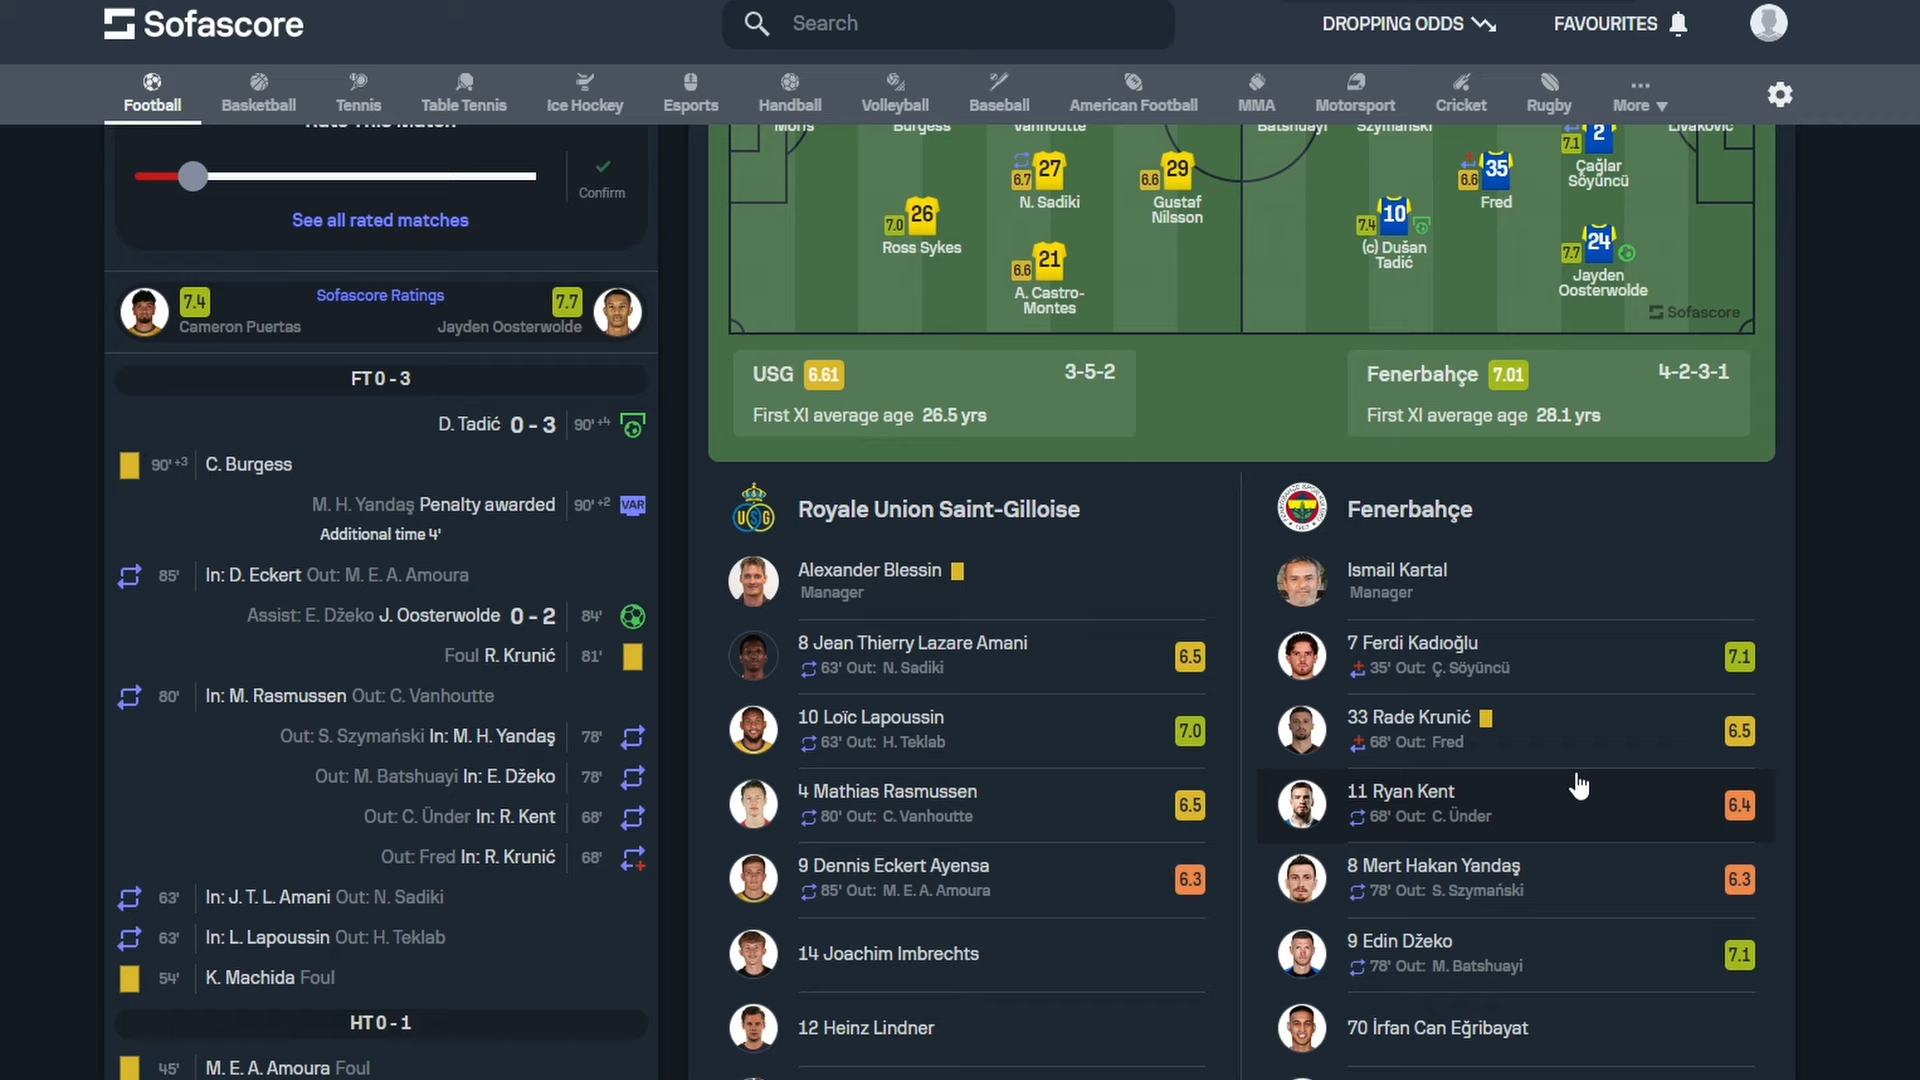 Sofascore
Search
DROPPING ODDS
FAVOURITES
Football
Basketball
Tennis
Table Tennis
Ice Hockey
Esports
Handball
Volleyball
Baseball
American Football
MMA
Motorsport
Cricket
Rugby
More
Rate This Match
Confirm
See all rated matches
7.4
Cameron Puertas
Sofascore Ratings
7.7
Jayden Oosterwolde
FT 0 - 3
D. Tadić 0 - 3 90'+4
90'+3 C. Burgess
M. H. Yandaş Penalty awarded 90'+2 VAR
Additional time 4'
85' In: D. Eckert Out: M. E. A. Amoura
Assist: E. Džeko J. Oosterwolde 0 - 2 84'
Foul R. Krunić 81'
80' In: M. Rasmussen Out: C. Vanhoutte
Out: S. Szymański In: M. H. Yandaş 78'
Out: M. Batshuayi In: E. Džeko 78'
Out: C. Ünder In: R. Kent 68'
Out: Fred In: R. Krunić 68'
63' In: J. T. L. Amani Out: N. Sadiki
63' In: L. Lapoussin Out: H. Teklab
54' K. Machida Foul
HT 0 - 1
45' M. E. A. Amoura Foul
Moris
Burgess
Vanhoutte
Batshuayi
Szymański
Livaković
2
7.1
Çağlar
Söyüncü
27
6.7
N. Sadiki
29
6.6
Gustaf
Nilsson
35
6.6
Fred
26
7.0
Ross Sykes
10
7.4
(c) Dušan
Tadić
24
7.7
Jayden
Oosterwolde
21
6.6
A. Castro-
Montes
Sofascore
USG 6.61 3-5-2
First XI average age 26.5 yrs
Fenerbahçe 7.01 4-2-3-1
First XI average age 28.1 yrs
USG
Royale Union Saint-Gilloise
Alexander Blessin
Manager
8 Jean Thierry Lazare Amani
63' Out: N. Sadiki
6.5
10 Loïc Lapoussin
63' Out: H. Teklab
7.0
4 Mathias Rasmussen
80' Out: C. Vanhoutte
6.5
9 Dennis Eckert Ayensa
85' Out: M. E. A. Amoura
6.3
14 Joachim Imbrechts
12 Heinz Lindner
Fenerbahçe
Ismail Kartal
Manager
7 Ferdi Kadıoğlu
35' Out: Ç. Söyüncü
7.1
33 Rade Krunić
68' Out: Fred
6.5
11 Ryan Kent
68' Out: C. Ünder
6.4
8 Mert Hakan Yandaş
78' Out: S. Szymański
6.3
9 Edin Džeko
78' Out: M. Batshuayi
7.1
70 İrfan Can Eğribayat